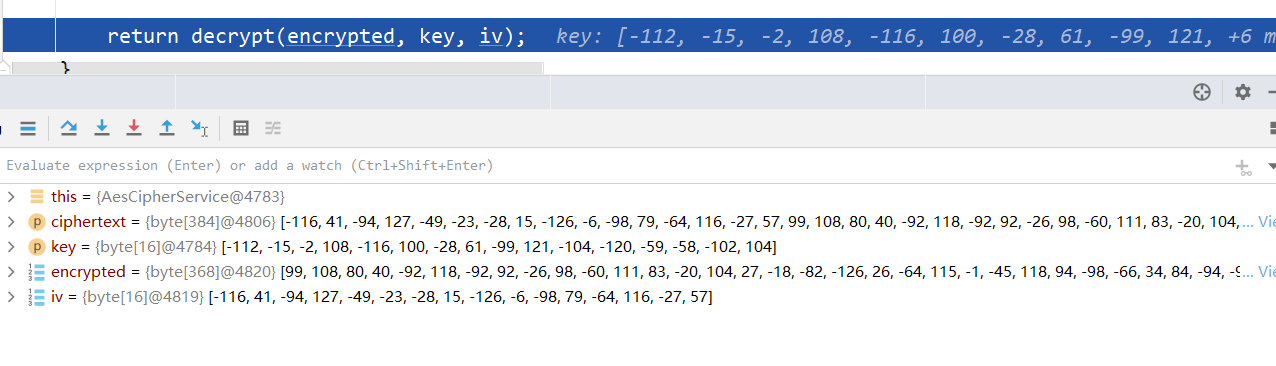 return decrypt(encrypted, key, iv);   key: [-112, -15, -2, 108, -116, 100, -28, 61, -99, 121, +6 m
}
Evaluate expression (Enter) or add a watch (Ctrl+Shift+Enter)
this = {AesCipherService@4783}
ciphertext = {byte[384]@4806} [-116, 41, -94, 127, -49, -23, -28, 15, -126, -6, -98, 79, -64, 116, -27, 57, 99, 108, 80, 40, -92, 118, -92, 92, -26, 98, -60, 111, 83, -20, 104,... Vie
key = {byte[16]@4784} [-112, -15, -2, 108, -116, 100, -28, 61, -99, 121, -104, -120, -59, -58, -102, 104]
encrypted = {byte[368]@4820} [99, 108, 80, 40, -92, 118, -92, 92, -26, 98, -60, 111, 83, -20, 104, 27, -18, -82, -126, 26, -64, 115, -1, -45, 118, 94, -98, -66, 34, 84, -94, -9... Vie
iv = {byte[16]@4819} [-116, 41, -94, 127, -49, -23, -28, 15, -126, -6, -98, 79, -64, 116, -27, 57]